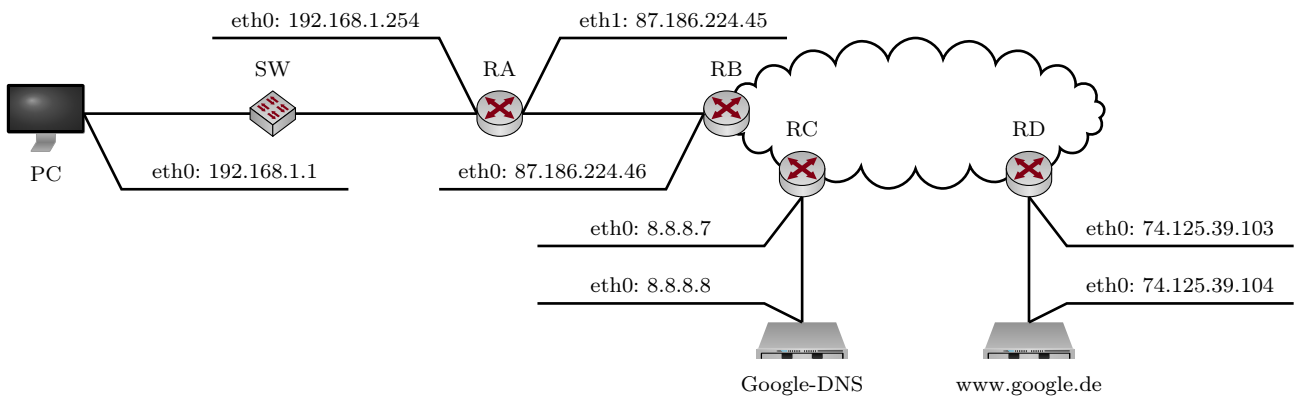 eth0: 192.168.1.254
eth1: 87.186.224.45
SW
RA
RB
RC
RD
PC
eth0: 192.168.1.1
eth0: 87.186.224.46
eth0: 8.8.8.7
eth0: 74.125.39.103
eth0: 8.8.8.8
eth0: 74.125.39.104
Google-DNS
www.google.de